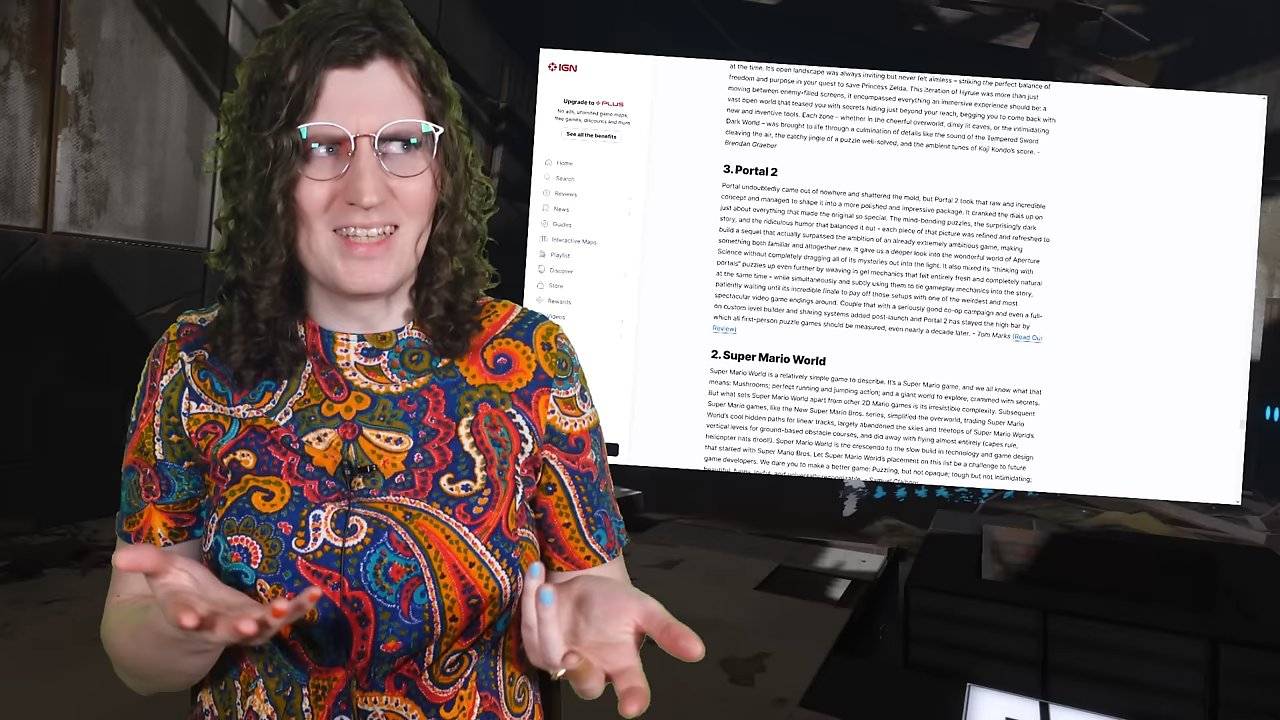 IGN
Upgrade to PLUS
No ads, unlimited game maps,
free games, discounts and more
See all the benefits
Home
Search
Reviews
News
Guides
Interactive Maps
Playlist
Discover
Store
Rewards
Videos
at the time. It's open landscape was always inviting but never felt aimless – striking the perfect balance of
freedom and purpose in your quest to save Princess Zelda. This iteration of Hyrule was more than just
moving between enemy-filled screens, it encompassed everything an immersive experience should be: a
vast open world that teased you with secrets hiding just beyond your reach, begging you to come back with
new and inventive tools. Each zone – whether in the cheerful overworld, dimly lit caves, or the intimidating
Dark World – was brought to life through a culmination of details like the sound of the Tempered Sword
cleaving the air, the catchy jingle of a puzzle well-solved, and the ambient tunes of Koji Kondo's score. -
Brendan Graeber
3. Portal 2
Portal undoubtedly came out of nowhere and shattered the mold, but Portal 2 took that raw and incredible
concept and managed to shape it into a more polished and impressive package. It cranked the dials up on
just about everything that made the original so special. The mind-bending puzzles, the surprisingly dark
story, and the ridiculous humor that balanced it out - each piece of that picture was refined and refreshed to
build a sequel that actually surpassed the ambition of an already extremely ambitious game, making
something both familiar and altogether new. It gave us a deeper look into the wonderful world of Aperture
Science without completely dragging all of its mysteries out into the light. It also mixed its "thinking with
portals" puzzles up even further by weaving in gel mechanics that felt entirely fresh and completely natural
at the same time - while simultaneously and subtly using them to tie gameplay mechanics into the story,
patiently waiting until its incredible finale to pay off those setups with one of the weirdest and most
spectacular video game endings around. Couple that with a seriously good co-op campaign and even a full-
on custom level builder and sharing systems added post-launch and Portal 2 has stayed the high bar by
which all first-person puzzle games should be measured, even nearly a decade later. - Tom Marks (Read Our
Review)
2. Super Mario World
Super Mario World is a relatively simple game to describe. It's a Super Mario game, and we all know what that
means: Mushrooms; perfect running and jumping action; and a giant world to explore, crammed with secrets.
But what sets Super Mario World apart from other 2D Mario games is its irresistible complexity. Subsequent
Super Mario games, like the New Super Mario Bros. series, simplified the overworld, trading Super Mario
World's cool hidden paths for linear tracks, largely abandoned the skies and treetops of Super Mario World's
vertical levels for ground-based obstacle courses, and did away with flying almost entirely (capes rule,
helicopter hats drool!). Super Mario World is the crescendo to the slow build in technology and game design
that started with Super Mario Bros. Let Super Mario World's placement on this list be a challenge to future
game developers. We dare you to make a better game: Puzzling, but not opaque; tough but not intimidating;
beautiful, funny, joyful, and universally recognizable. - Samuel Claiborn